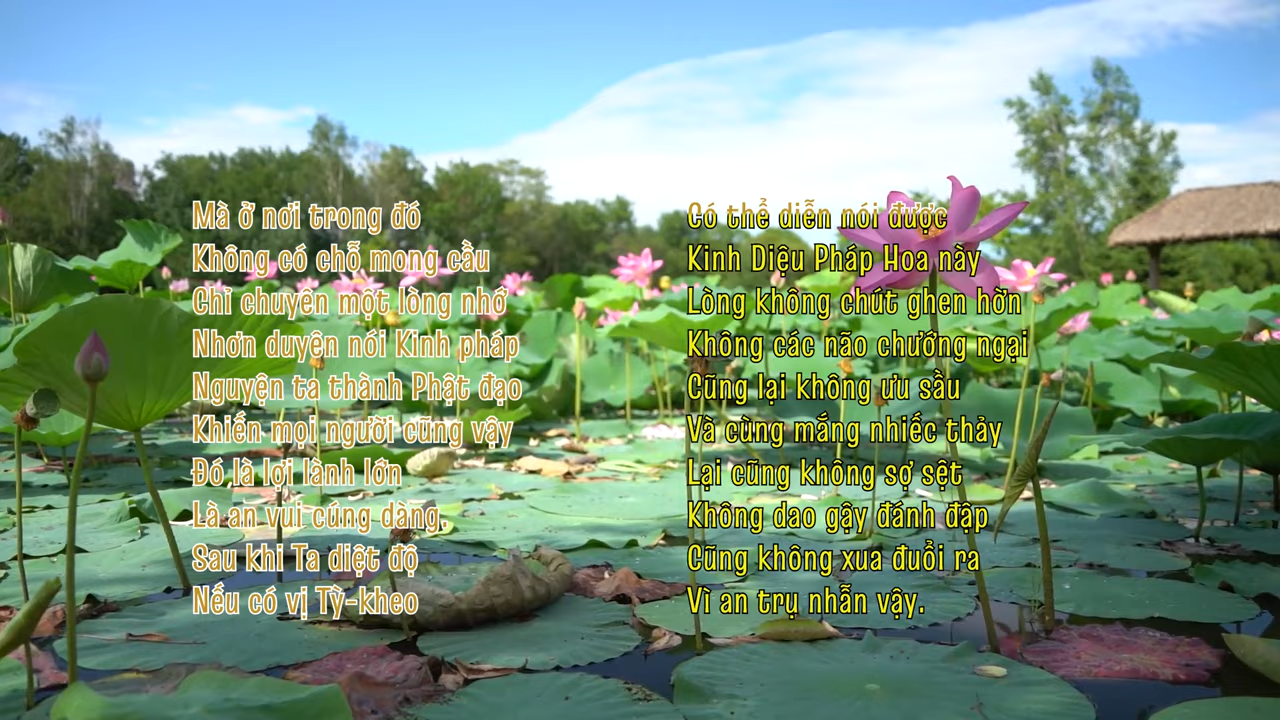 Mà ở nơi trong đó
Không có chỗ mong cầu
Chỉ chuyên một lòng nhớ
Nhơn duyên nói Kinh pháp
Nguyện ta thành Phật đạo
Khiến mọi người cũng vậy
Đó là lợi lành lớn
Là an vui cúng dàng.
Sau khi Ta diệt độ
Nếu có vị Tỳ-kheo
Có thể diễn nói được
Kinh Diệu Pháp Hoa này
Lòng không chút ghen hờn
Không các não chướng ngại
Cũng lại không ưu sầu
Và cùng mắng nhiếc thảy
Lại cũng không sợ sệt
Không dao gậy đánh đập
Cũng không xua đuổi ra
Vì an trụ nhẫn vậy.